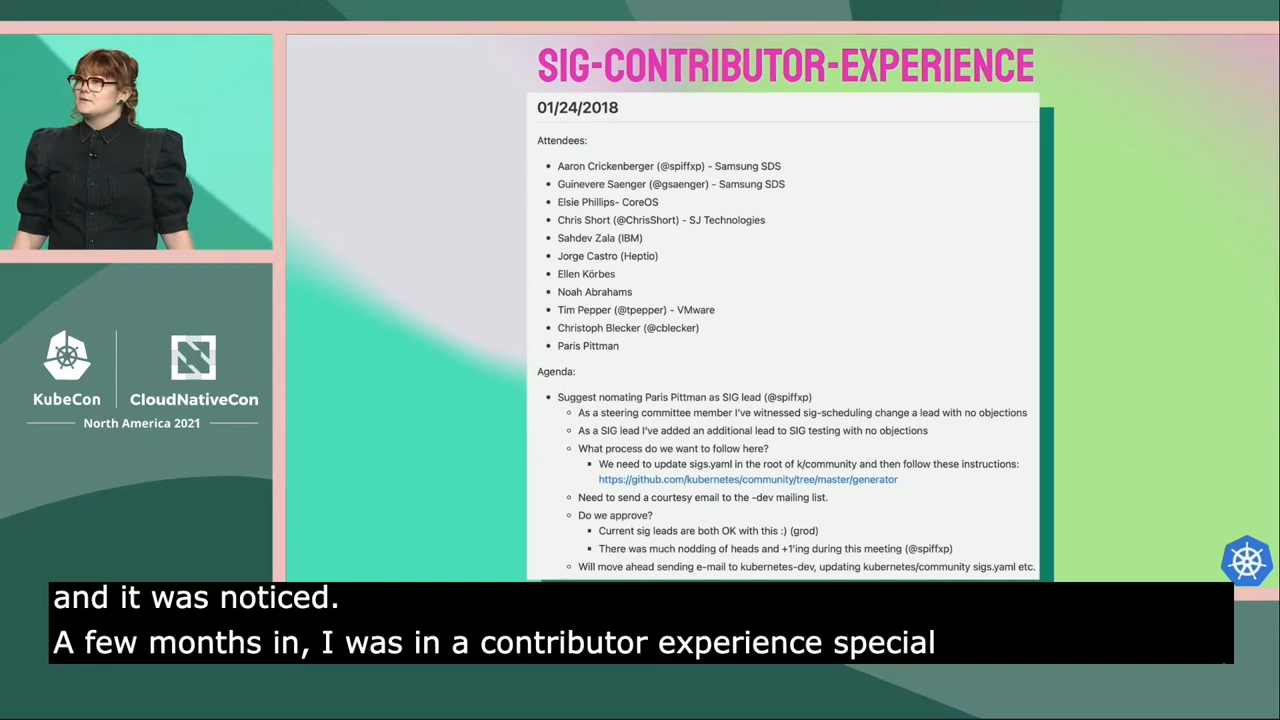 SIG-CONTRIBUTOR-EXPERIENCE
01/24/2018
Attendees:
Aaron Crickenberger (@spiffxp) - Samsung SDS
Guinevere Saenger (@gsaenger) - Samsung SDS
Elsie Phillips- CoreOS
Chris Short (@ChrisShort) - SJ Technologies
Sahdev Zala (IBM)
Jorge Castro (Heptio)
Ellen Körbes
Noah Abrahams
Tim Pepper (@tpepper) - VMware
Christoph Blecker (@cblecker)
Paris Pittman
Agenda:
Suggest nomating Paris Pittman as SIG lead (@spiffxp)
As a steering committee member I've witnessed sig-scheduling change a lead with no objections
As a SIG lead I've added an additional lead to SIG testing with no objections
What process do we want to follow here?
We need to update sigs.yaml in the root of k/community and then follow these instructions:
https://github.com/kubernetes/community/tree/master/generator
Need to send a courtesy email to the -dev mailing list.
Do we approve?
Current sig leads are both OK with this :) (grod)
There was much nodding of heads and +1'ing during this meeting (@spiffxp)
Will move ahead sending e-mail to kubernetes-dev, updating kubernetes/community sigs.yaml etc.
KubeCon
CloudNativeCon
North America 2021
and it was noticed.
A few months in, I was in a contributor experience special